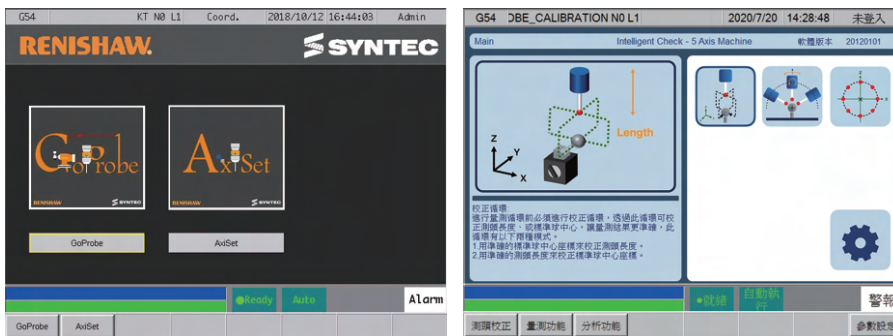 G54 KT N0 L1 Coord. 2018/10/12 16:44:03 Admin
RENISHAW. SYNTEC
GoProbe
RENISHAW SYNTEC
AxiSet
RENISHAW SYNTEC
GoProbe AxiSet
Ready Auto Alarm
GoProbe AxiSet
G54 OBE_CALIBRATION N0 L1 2020/7/20 14:28:48 未登入
Main Intelligent Check - 5 Axis Machine 軟體版本 20120101
Length
Z
Y
X
校正循環:
進行量測循環前必須進行校正循環，透過此循環可校
正測頭長度、或標準球中心，讓量測結果更準確，此
循環有以下兩種模式。
1.用準確的標準球中心座標來校正測頭長度。
2.用準確的測頭長度來校正標準球中心座標。
就緒 自動執
行
警報
測頭校正 量測功能 分析功能 參數設定